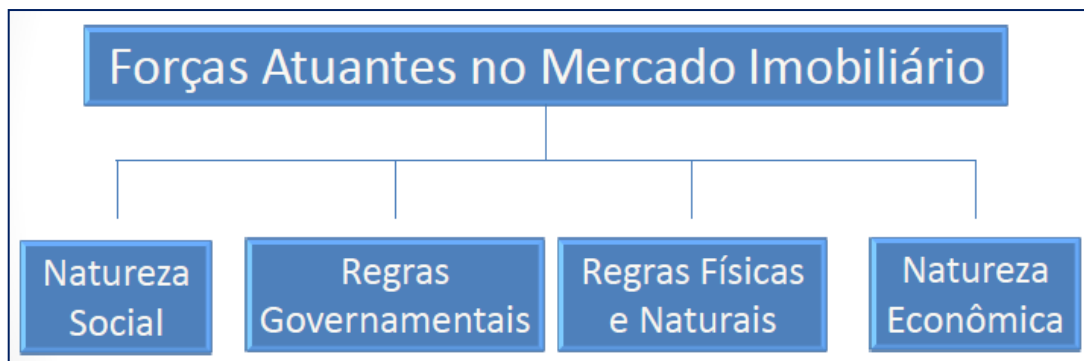 Forças Atuantes no Mercado Imobiliário
Natureza
Social
Regras
Governamentais
Regras Físicas
e Naturais
Natureza
Econômica